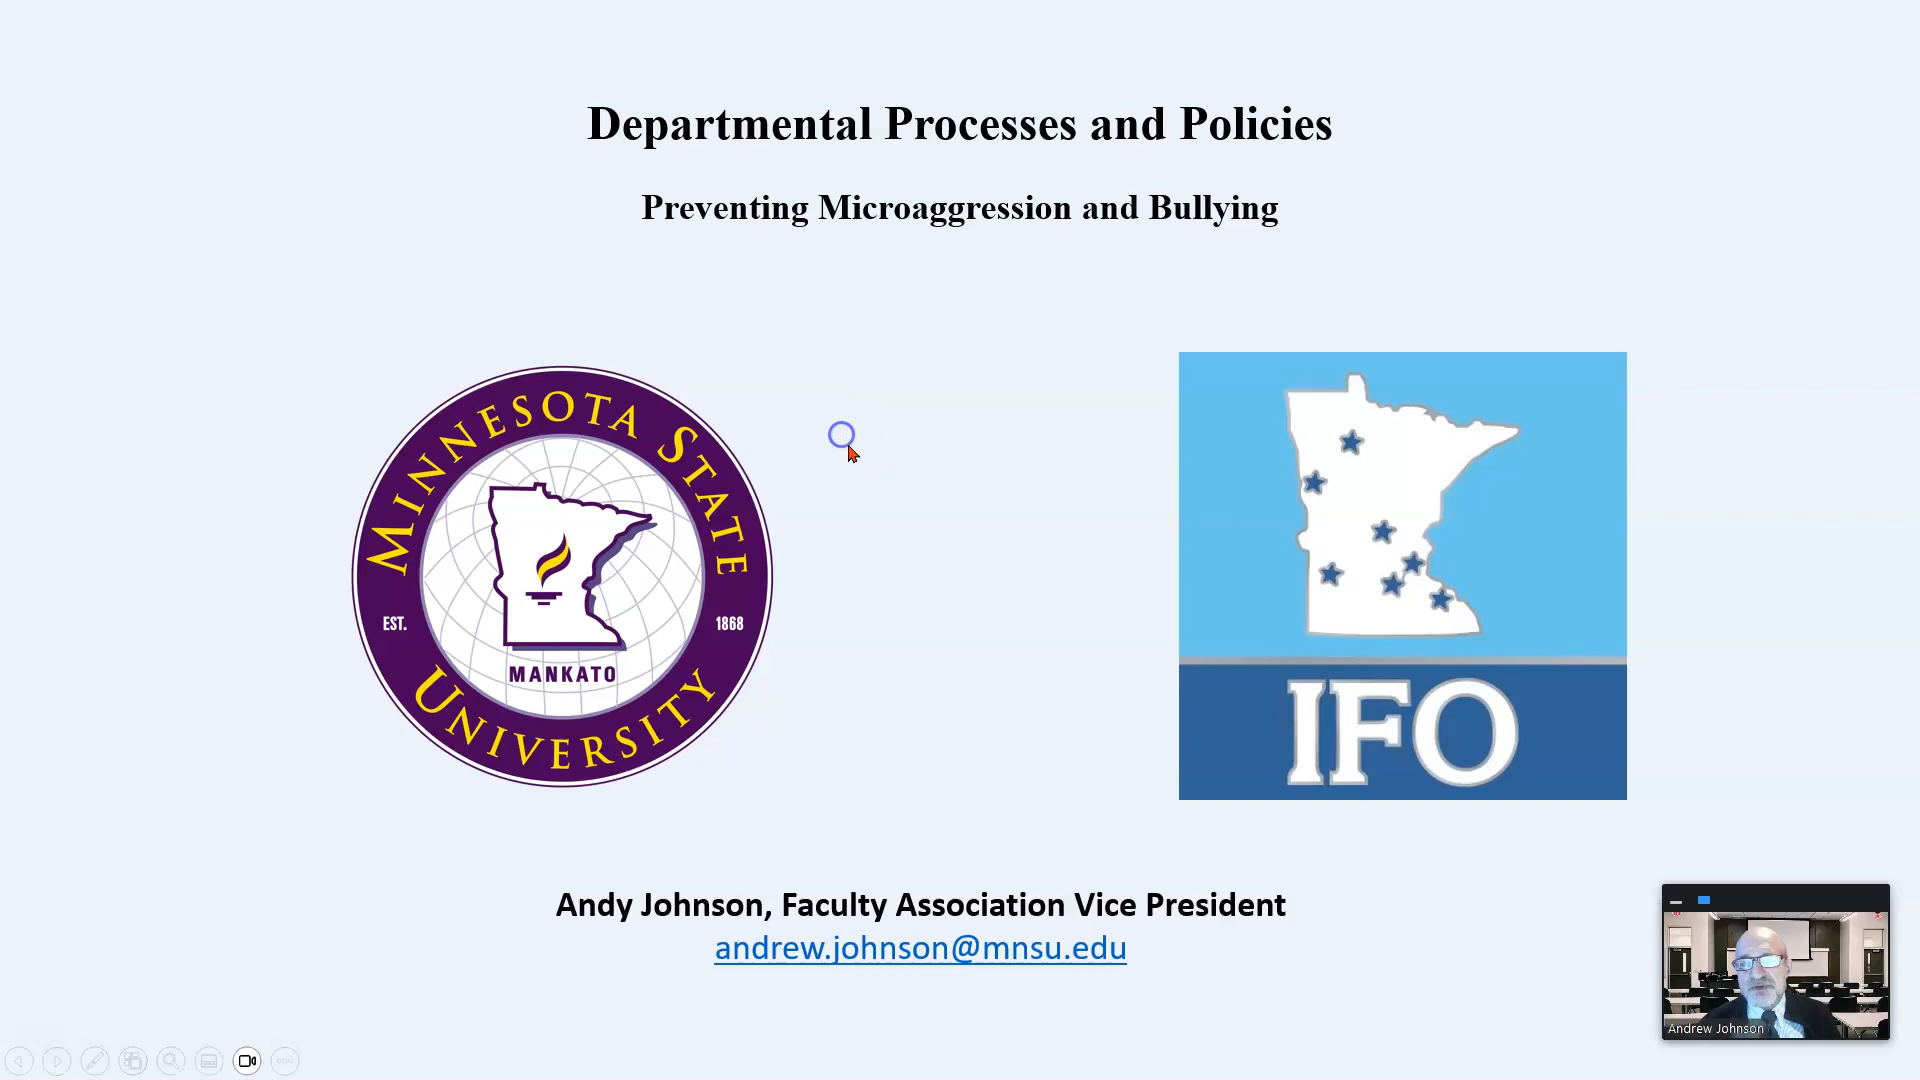 Departmental Processes and Policies
Preventing Microaggression and Bullying
MINNESOTA STATE
EST.
1868
MANKATO
UNIVERSITY
IFO
Andy Johnson, Faculty Association Vice President
andrew.johnson@mnsu.edu
Andrew Johnson